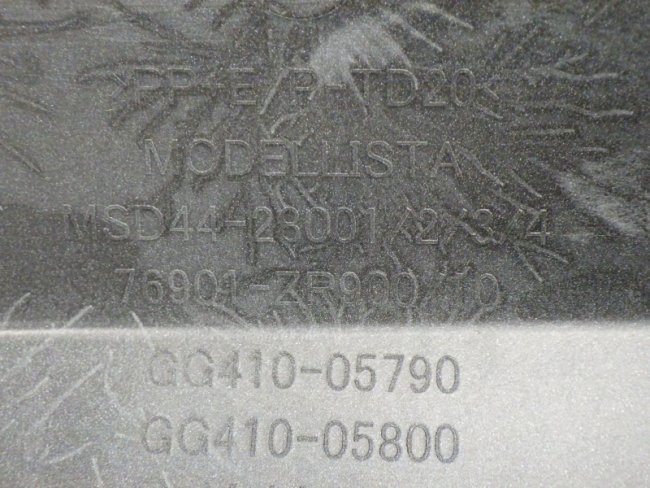 >PP+E/P-TD20<
MODELLISTA
MSD44-28001/2/3/4
76901-ZR900/10
GG410-05790
GG410-05800